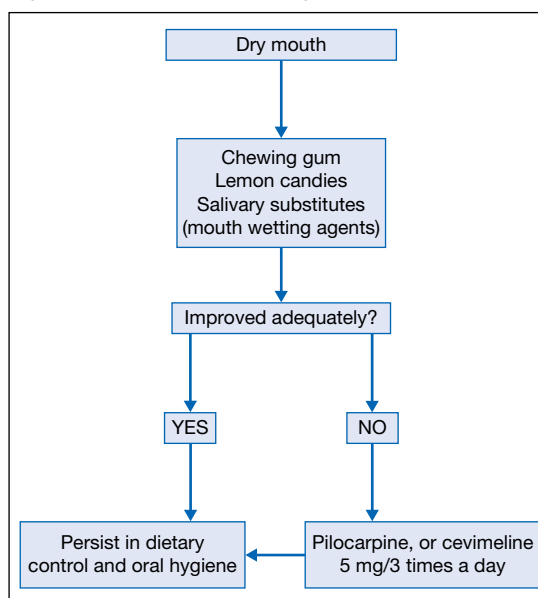 Dry mouth
Chewing gum
Lemon candies
Salivary substitutes
(mouth wetting agents)
Improved adequately?
YES
NO
Persist in dietary
control and oral hygiene
Pilocarpine, or cevimeline
5 mg/3 times a day